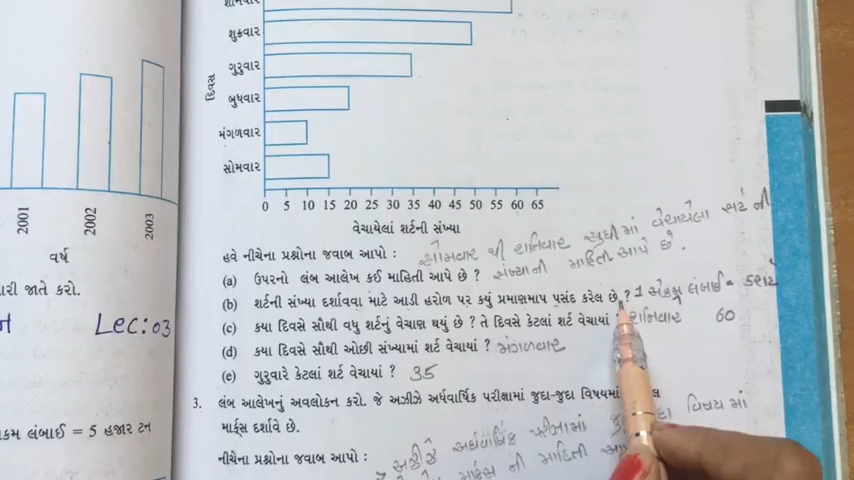 શનિવાર
શુક્રવાર
ગુરુવાર
બુધવાર
મંગળવાર
સોમવાર
દિવસ
0 5 10 15 20 25 30 35 40 45 50 55 60 65
વેચાયેલાં શર્ટની સંખ્યા
2001 2002 2003
વર્ષ
હવે નીચેના પ્રશ્નોના જવાબ આપો : સોમવાર થી શનિવાર સુધીમાં વેચાયેલા શર્ટ ની
(a) ઉપરનો લંબ આલેખ કઈ માહિતી આપે છે ? સંખ્યાની માહિતી આપે છે.
(b) શર્ટની સંખ્યા દર્શાવવા માટે આડી હરોળ પર કયું પ્રમાણમાપ પસંદ કરેલ છે ? 1 એકમ લંબાઈ = 5 શર્ટ
(c) કયા દિવસે સૌથી વધુ શર્ટનું વેચાણ થયું છે ? તે દિવસે કેટલાં શર્ટ વેચાયાં શનિવાર 60
(d) કયા દિવસે સૌથી ઓછી સંખ્યામાં શર્ટ વેચાયાં ? મંગળવાર
(e) ગુરુવારે કેટલાં શર્ટ વેચાયાં ? 35
3. લંબ આલેખનું અવલોકન કરો. જે અઝીઝે અર્ધવાર્ષિક પરીક્ષામાં જુદા-જુદા વિષયમાં
માર્ક્સ દર્શાવે છે.
નીચેના પ્રશ્નોના જવાબ આપો : અઝીઝે અર્ધવાર્ષિક પરીક્ષામાં વિષય માં
માર્ક્સ ની માહિતી
જાતે કરો.
Lec:03
લંબાઈ = 5 હજાર ટન